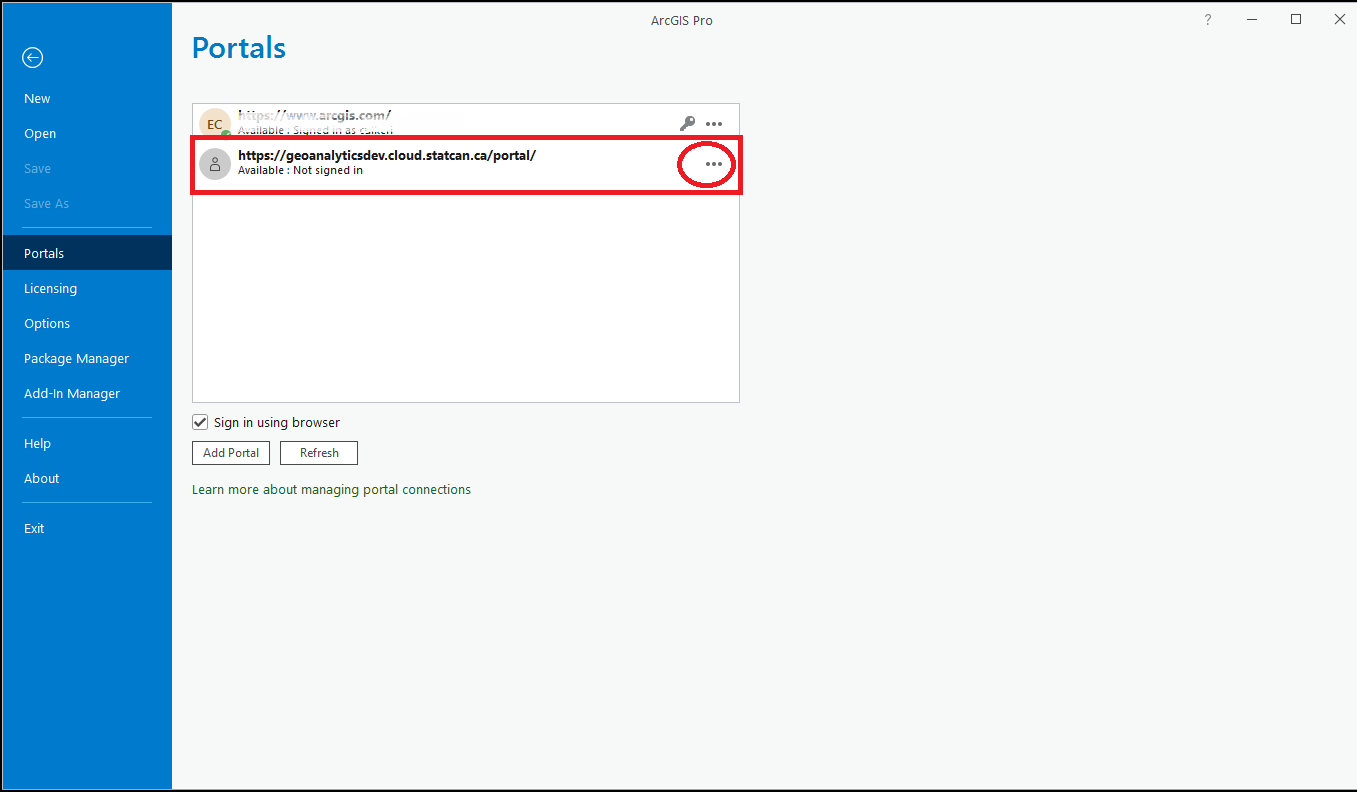 ArcGIS Pro
?
Portals
New
Open
Save
Save As
Portals
Licensing
Options
Package Manager
Add-In Manager
Help
About
Exit
EC
https://www.arcgis.com/
Available : Signed in as
https://geoanalyticsdev.cloud.statcan.ca/portal/
Available : Not signed in
Sign in using browser
Add Portal
Refresh
Learn more about managing portal connections